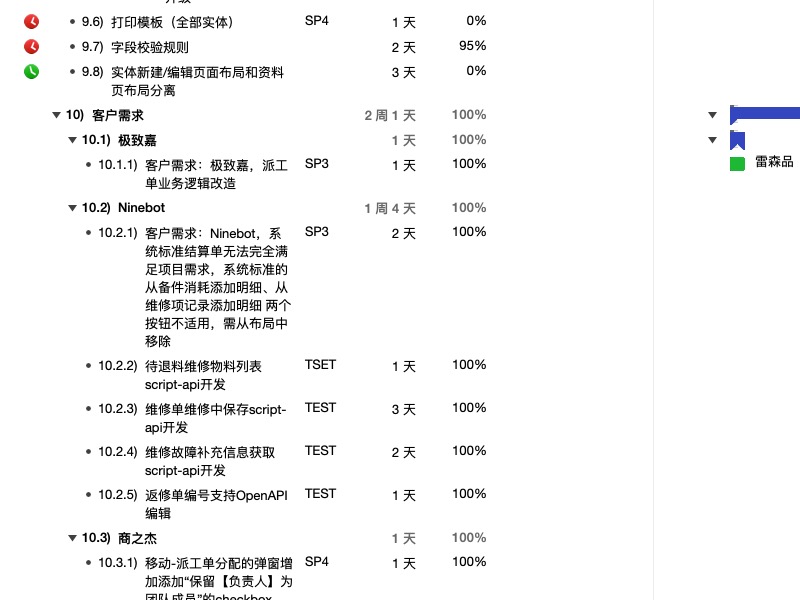 9.6) 打印模板（全部实体） SP4 1 天 0%
9.7) 字段校验规则 2 天 95%
9.8) 实体新建/编辑页面布局和资料 3 天 0%
页布局分离
10) 客户需求 2 周 1 天 100%
10.1) 极致嘉 1 天 100%
10.1.1) 客户需求：极致嘉，派工 SP3 1 天 100% 雷森品
单业务逻辑改造
10.2) Ninebot 1 周 4 天 100%
10.2.1) 客户需求：Ninebot，系 SP3 2 天 100%
统标准结算单无法完全满
足项目需求，系统标准的
从备件消耗添加明细、从
维修项记录添加明细 两个
按钮不适用，需从布局中
移除
10.2.2) 待退料维修物料列表 TSET 1 天 100%
script-api开发
10.2.3) 维修单维修中保存script- TEST 3 天 100%
api开发
10.2.4) 维修故障补充信息获取 TEST 2 天 100%
script-api开发
10.2.5) 返修单编号支持OpenAPI TEST 1 天 100%
编辑
10.3) 商之杰 1 天 100%
10.3.1) 移动-派工单分配的弹窗增 SP4 1 天 100%
加添加“保留【负责人】为
团队成员”的checkbox